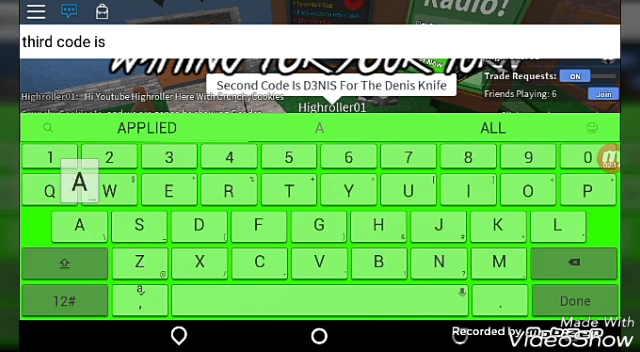 Radio!
third code is
WAITING FOR YOUR TURN!
Second Code Is D3NIS For The Denis Knife
Trade Requests: ON
Highroller01: Hi Youtube Highroller Here With Crunchy Cookies
Highroller01
Friends Playing: 6 Join
APPLIED A ALL
1 2 3 4 5 6 7 8 9 0
Q W E R T Y U I O P
A
A S D F G H J K L
Z X C V B N M
12# , . Done
Made With
Recorded by
VideoShow